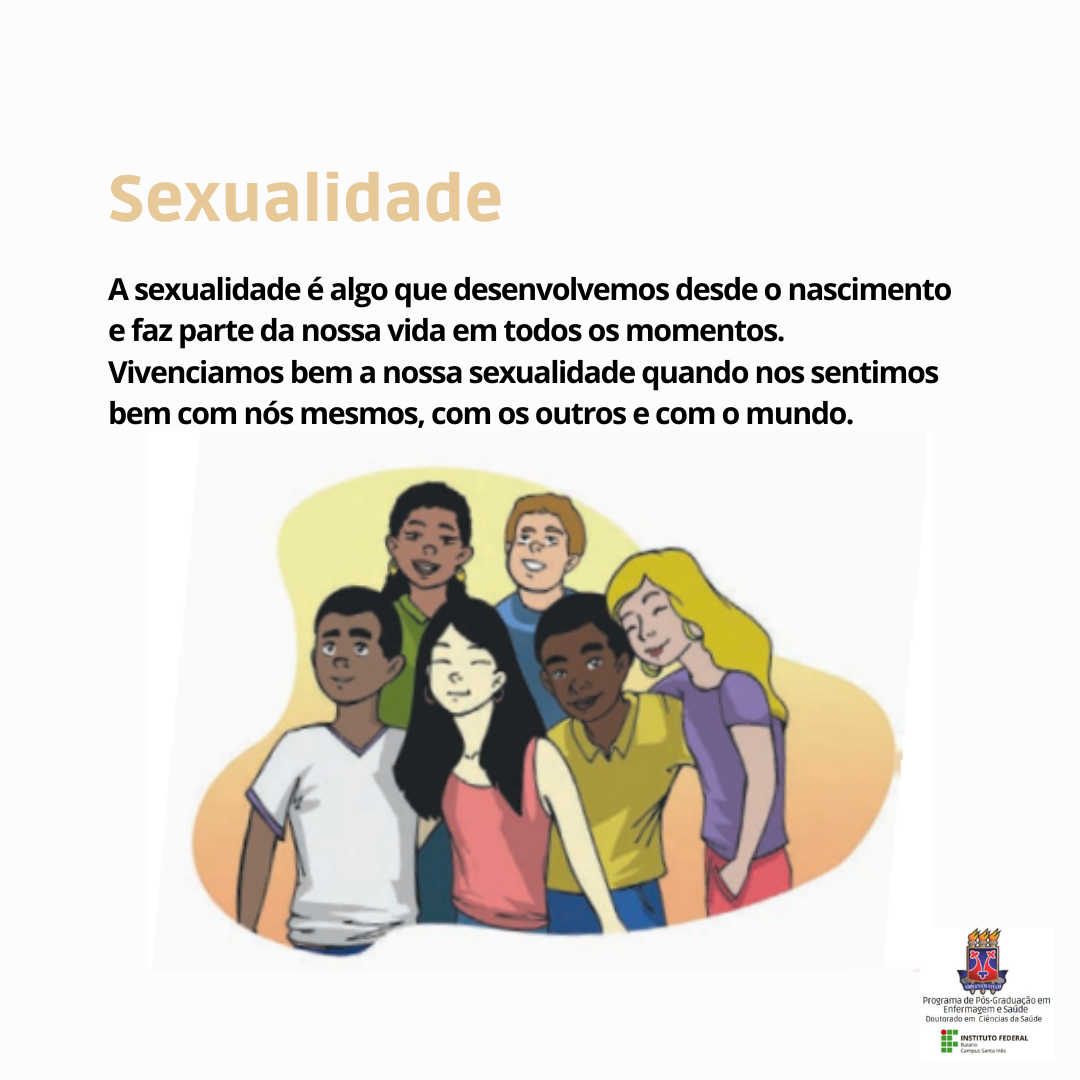 Sexualidade
A sexualidade é algo que desenvolvemos desde o nascimento
e faz parte da nossa vida em todos os momentos.
Vivenciamos bem a nossa sexualidade quando nos sentimos
bem com nós mesmos, com os outros e com o mundo.
Programa de Pós-Graduação em
Enfermagem e Saúde
Doutorado em Ciências da Saúde
INSTITUTO FEDERAL
Baiano
Campus Santa Inês